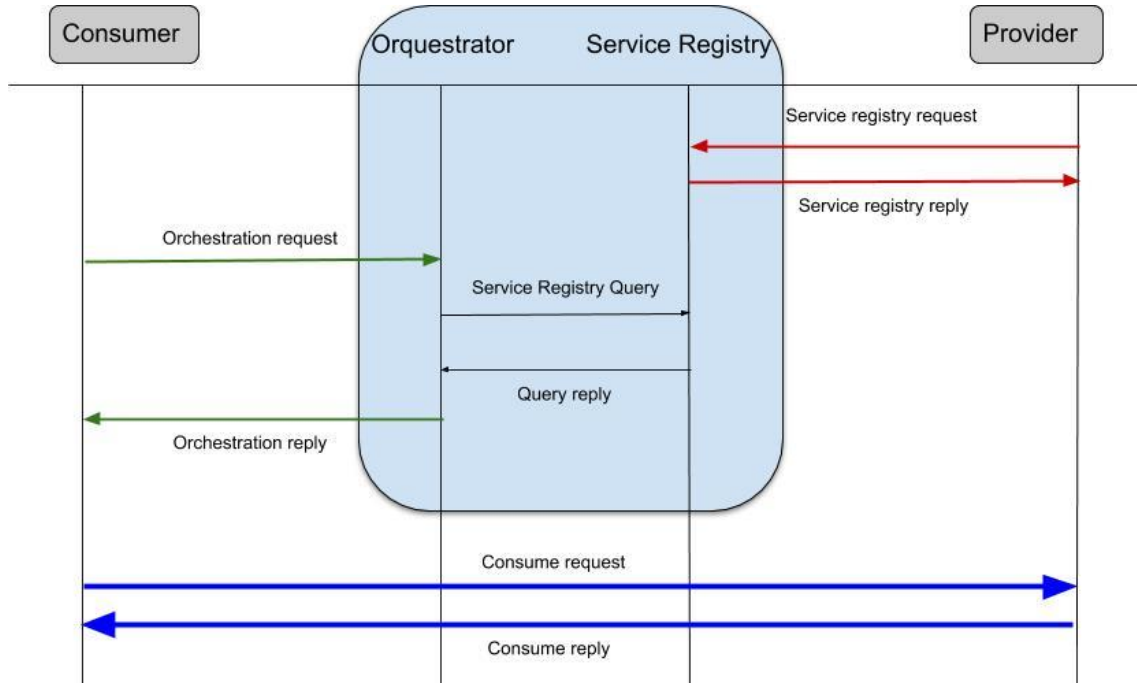 Consumer
Orquestrator
Service Registry
Provider
Service registry request
Service registry reply
Orchestration request
Service Registry Query
Query reply
Orchestration reply
Consume request
Consume reply